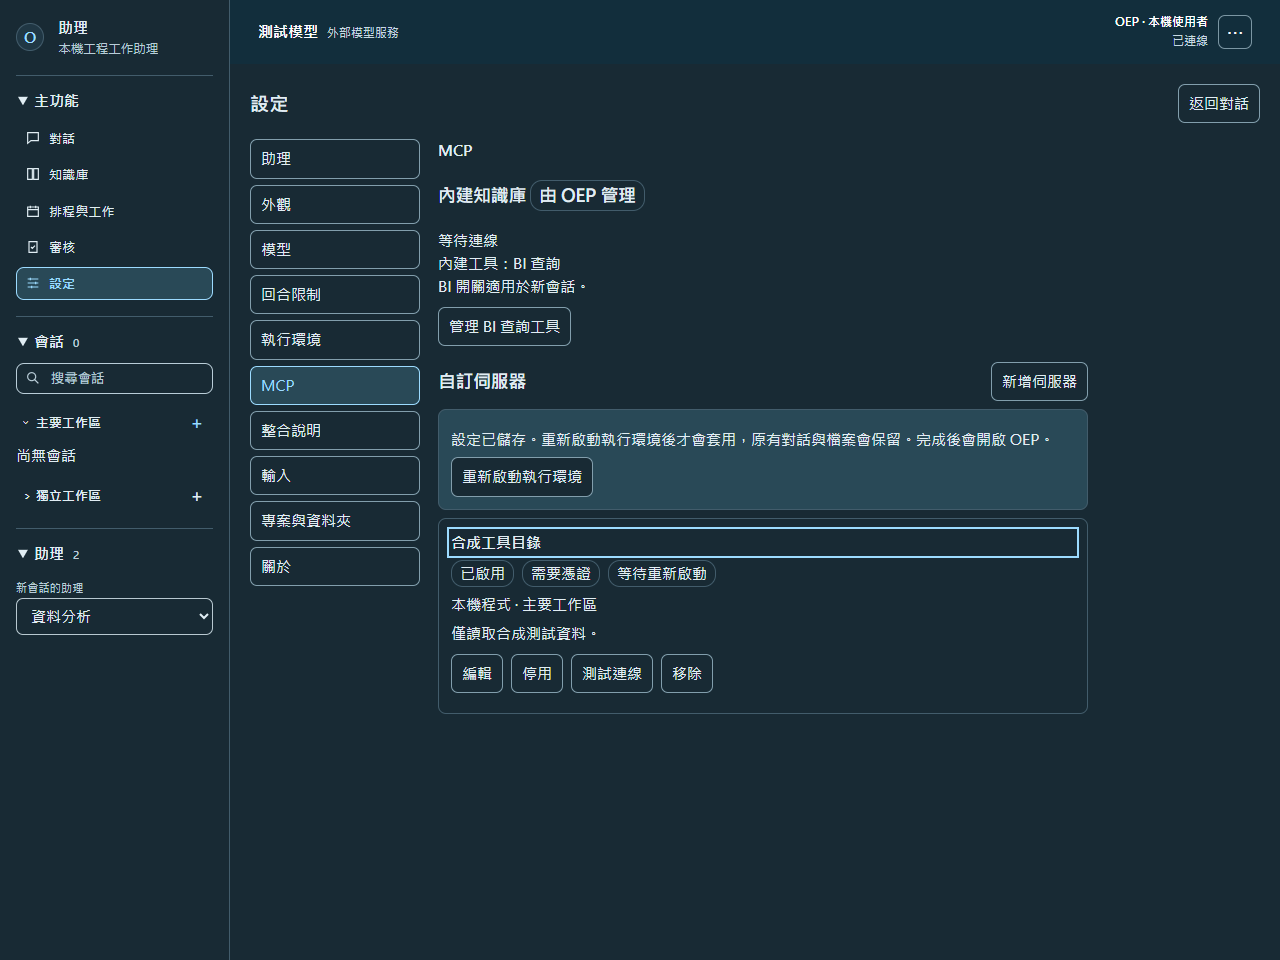 O
助理
本機工程工作助理
▼ 主功能
對話
知識庫
排程與工作
審核
設定
▼ 會話 0
搜尋會話
主要工作區 +
尚無會話
獨立工作區 +
▼ 助理 2
新會話的助理
資料分析
測試模型 外部模型服務
OEP · 本機使用者
已連線
...
設定
返回對話
助理
外觀
模型
回合限制
執行環境
MCP
整合說明
輸入
專案與資料夾
關於
MCP
內建知識庫 由 OEP 管理
等待連線
內建工具：BI 查詢
BI 開關適用於新會話。
管理 BI 查詢工具
自訂伺服器
新增伺服器
設定已儲存。重新啟動執行環境後才會套用，原有對話與檔案會保留。完成後會開啟 OEP。
重新啟動執行環境
合成工具目錄
已啟用 需要憑證 等待重新啟動
本機程式 · 主要工作區
僅讀取合成測試資料。
編輯 停用 測試連線 移除